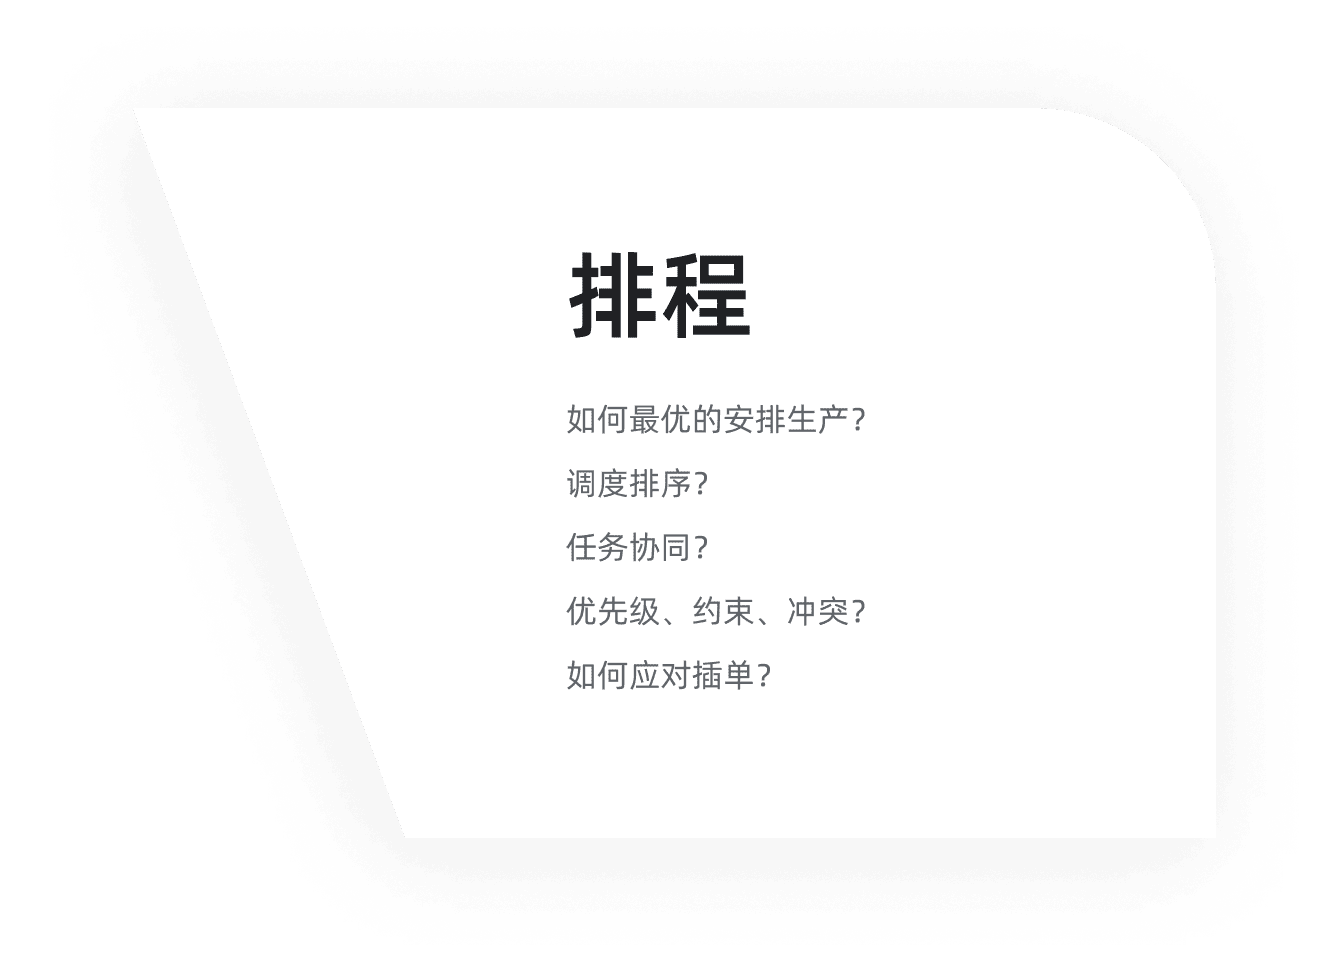 排程
如何最优的安排生产？
调度排序？
任务协同？
优先级、约束、冲突？
如何应对插单？